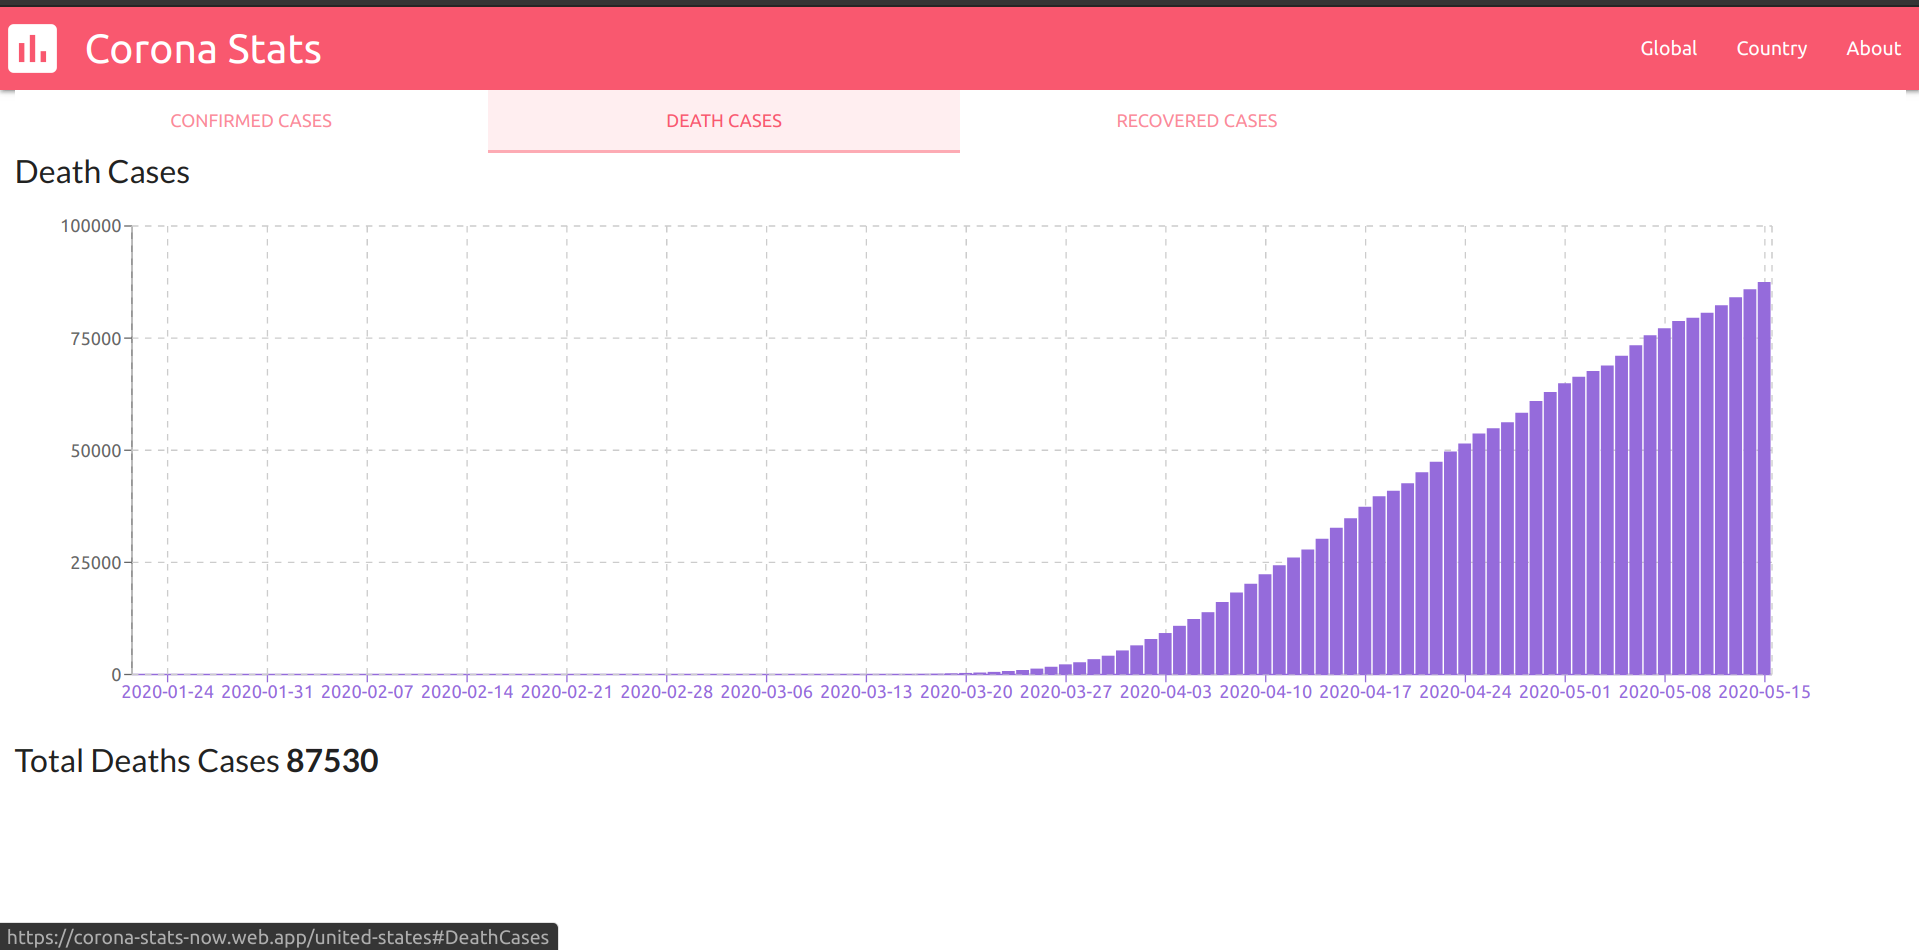 Corona Stats
Global Country About
CONFIRMED CASES DEATH CASES RECOVERED CASES
Death Cases
100000
75000
50000
25000
0
2020-01-24 2020-01-31 2020-02-07 2020-02-14 2020-02-21 2020-02-28 2020-03-06 2020-03-13 2020-03-20 2020-03-27 2020-04-03 2020-04-10 2020-04-17 2020-04-24 2020-05-01 2020-05-08 2020-05-15
Total Deaths Cases 87530
https://corona-stats-now.web.app/united-states#DeathCases